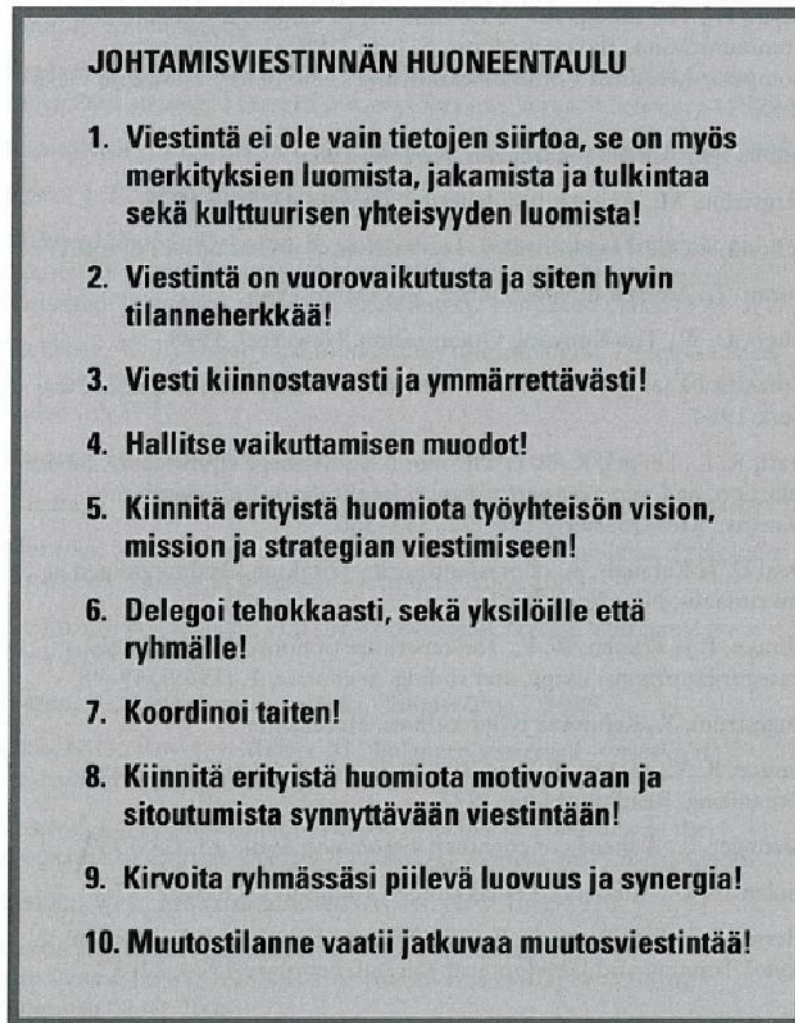 JOHTAMISVIESTINNÄN HUONEENTAULU
1. Viestintä ei ole vain tietojen siirtoa, se on myös
merkityksien luomista, jakamista ja tulkintaa
sekä kulttuurisen yhteisyyden luomista!
2. Viestintä on vuorovaikutusta ja siten hyvin
tilanneherkkää!
3. Viesti kiinnostavasti ja ymmärrettävästi!
4. Hallitse vaikuttamisen muodot!
5. Kiinnitä erityistä huomiota työyhteisön vision,
mission ja strategian viestimiseen!
6. Delegoi tehokkaasti, sekä yksilöille että
ryhmälle!
7. Koordinoi taiten!
8. Kiinnitä erityistä huomiota motivoivaan ja
sitoutumista synnyttävään viestintään!
9. Kirvoita ryhmässäsi piilevä luovuus ja synergia!
10. Muutostilanne vaatii jatkuvaa muutosviestintää!